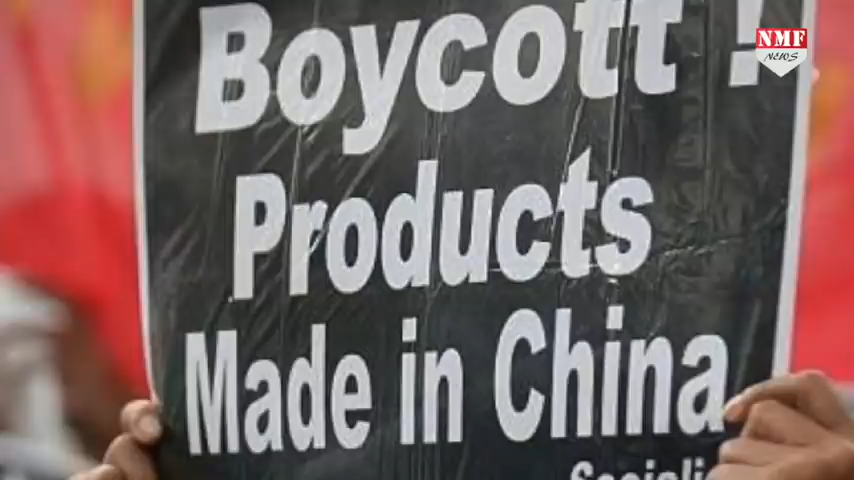 Boycott !
Products
Made in China
NMF
NEWS